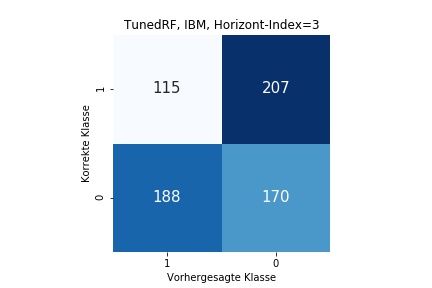 TunedRF, IBM, Horizont-Index=3
Korrekte Klasse
1
115 207
0
188 170
1 0
Vorhergesagte Klasse